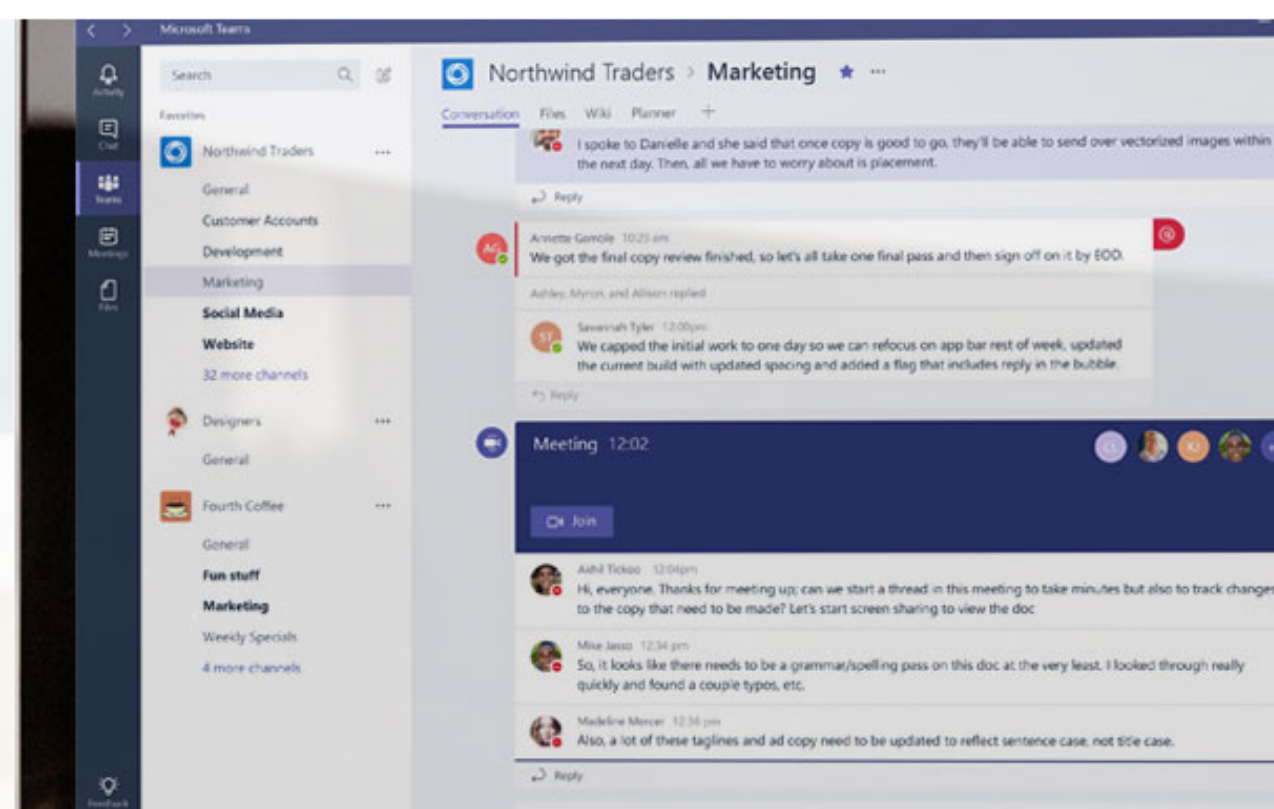 Microsoft Teams
Activity
Chat
Teams
Meetings
Files
Feedback
Search
Favorites
Northwind Traders
General
Customer Accounts
Development
Marketing
Social Media
Website
32 more channels
Designers
General
Fourth Coffee
General
Fun stuff
Marketing
Weekly Specials
4 more channels
Northwind Traders > Marketing
Conversation Files Wiki Planner
I spoke to Danielle and she said that once copy is good to go, they'll be able to send over vectorized images within
the next day. Then, all we have to worry about is placement.
Reply
Annette Gomble 10:25 am
We got the final copy review finished, so let's all take one final pass and then sign off on it by EOD.
Ashley, Myron, and Allison replied
ST Savannah Tyler 12:00pm
We capped the initial work to one day so we can refocus on app bar rest of week, updated
the current build with updated spacing and added a flag that includes reply in the bubble.
Reply
Meeting 12:02
Join
Tickoo 12:04pm
Hi, everyone. Thanks for meeting up; can we start a thread in this meeting to take minutes but also to track changes
to the copy that need to be made? Let's start screen sharing to view the doc
Mike Jasso 12:34 pm
So, it looks like there needs to be a grammar/spelling pass on this doc at the very least. I looked through really
quickly and found a couple typos, etc.
Madeline Mercer 12:36 pm
Also, a lot of these taglines and ad copy need to be updated to reflect sentence case, not title case.
Reply